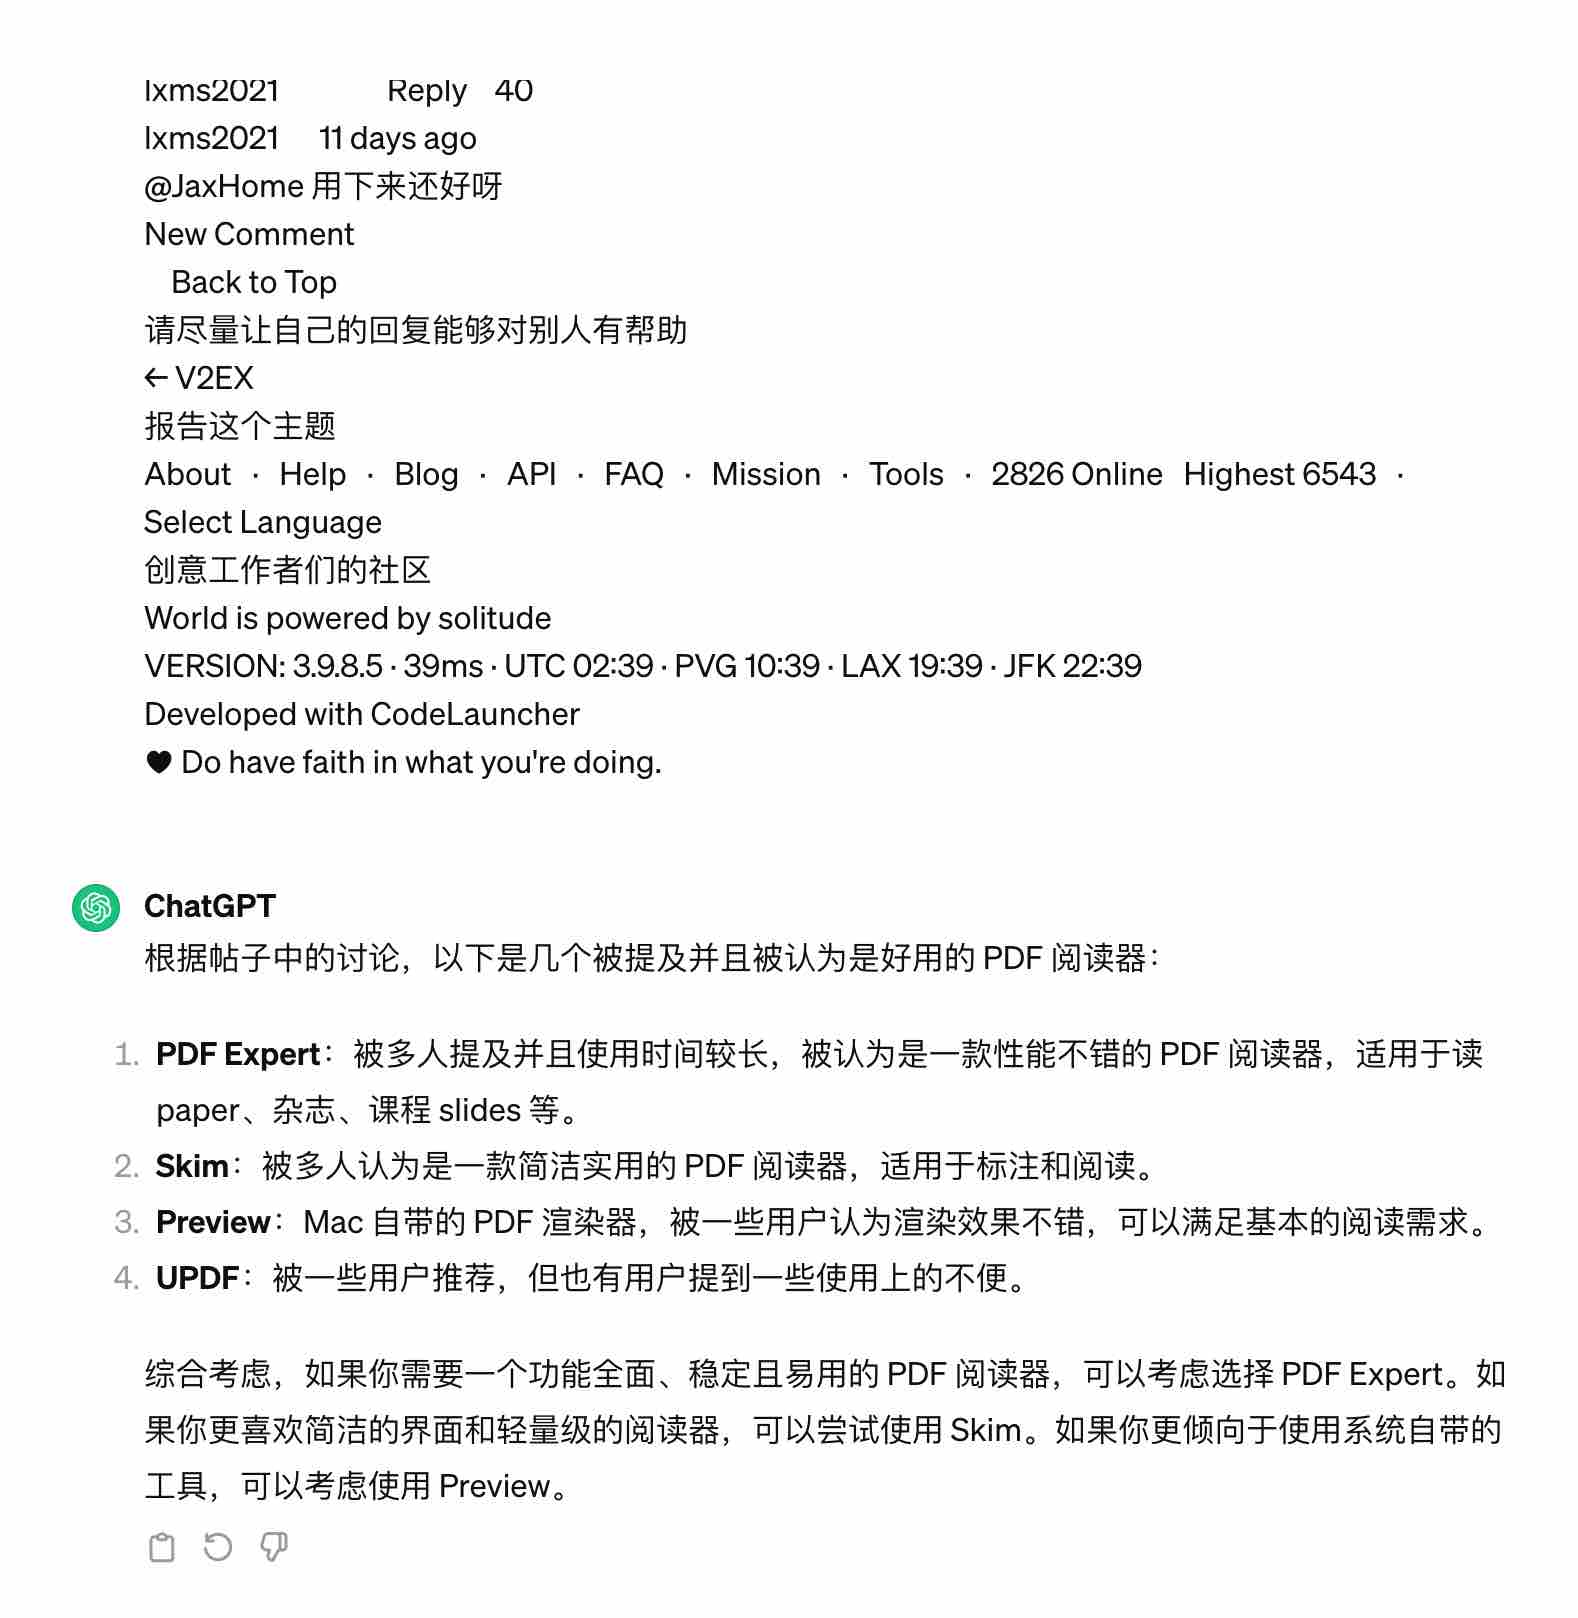 lxms2021 Reply 40
lxms2021 11 days ago
@JaxHome 用下来还好呀
New Comment
Back to Top
请尽量让自己的回复能够对别人有帮助
← V2EX
报告这个主题
About · Help · Blog · API · FAQ · Mission · Tools · 2826 Online Highest 6543 ·
Select Language
创意工作者们的社区
World is powered by solitude
VERSION: 3.9.8.5 · 39ms · UTC 02:39 · PVG 10:39 · LAX 19:39 · JFK 22:39
Developed with CodeLauncher
♥ Do have faith in what you're doing.
ChatGPT
根据帖子中的讨论，以下是几个被提及并且被认为是好用的 PDF 阅读器：
1. PDF Expert：被多人提及并且使用时间较长，被认为是一款性能不错的 PDF 阅读器，适用于读
paper、杂志、课程 slides 等。
2. Skim：被多人认为是一款简洁实用的 PDF 阅读器，适用于标注和阅读。
3. Preview：Mac 自带的 PDF 渲染器，被一些用户认为渲染效果不错，可以满足基本的阅读需求。
4. UPDF：被一些用户推荐，但也有用户提到一些使用上的不便。
综合考虑，如果你需要一个功能全面、稳定且易用的 PDF 阅读器，可以考虑选择 PDF Expert。如
果你更喜欢简洁的界面和轻量级的阅读器，可以尝试使用 Skim。如果你更倾向于使用系统自带的
工具，可以考虑使用 Preview。